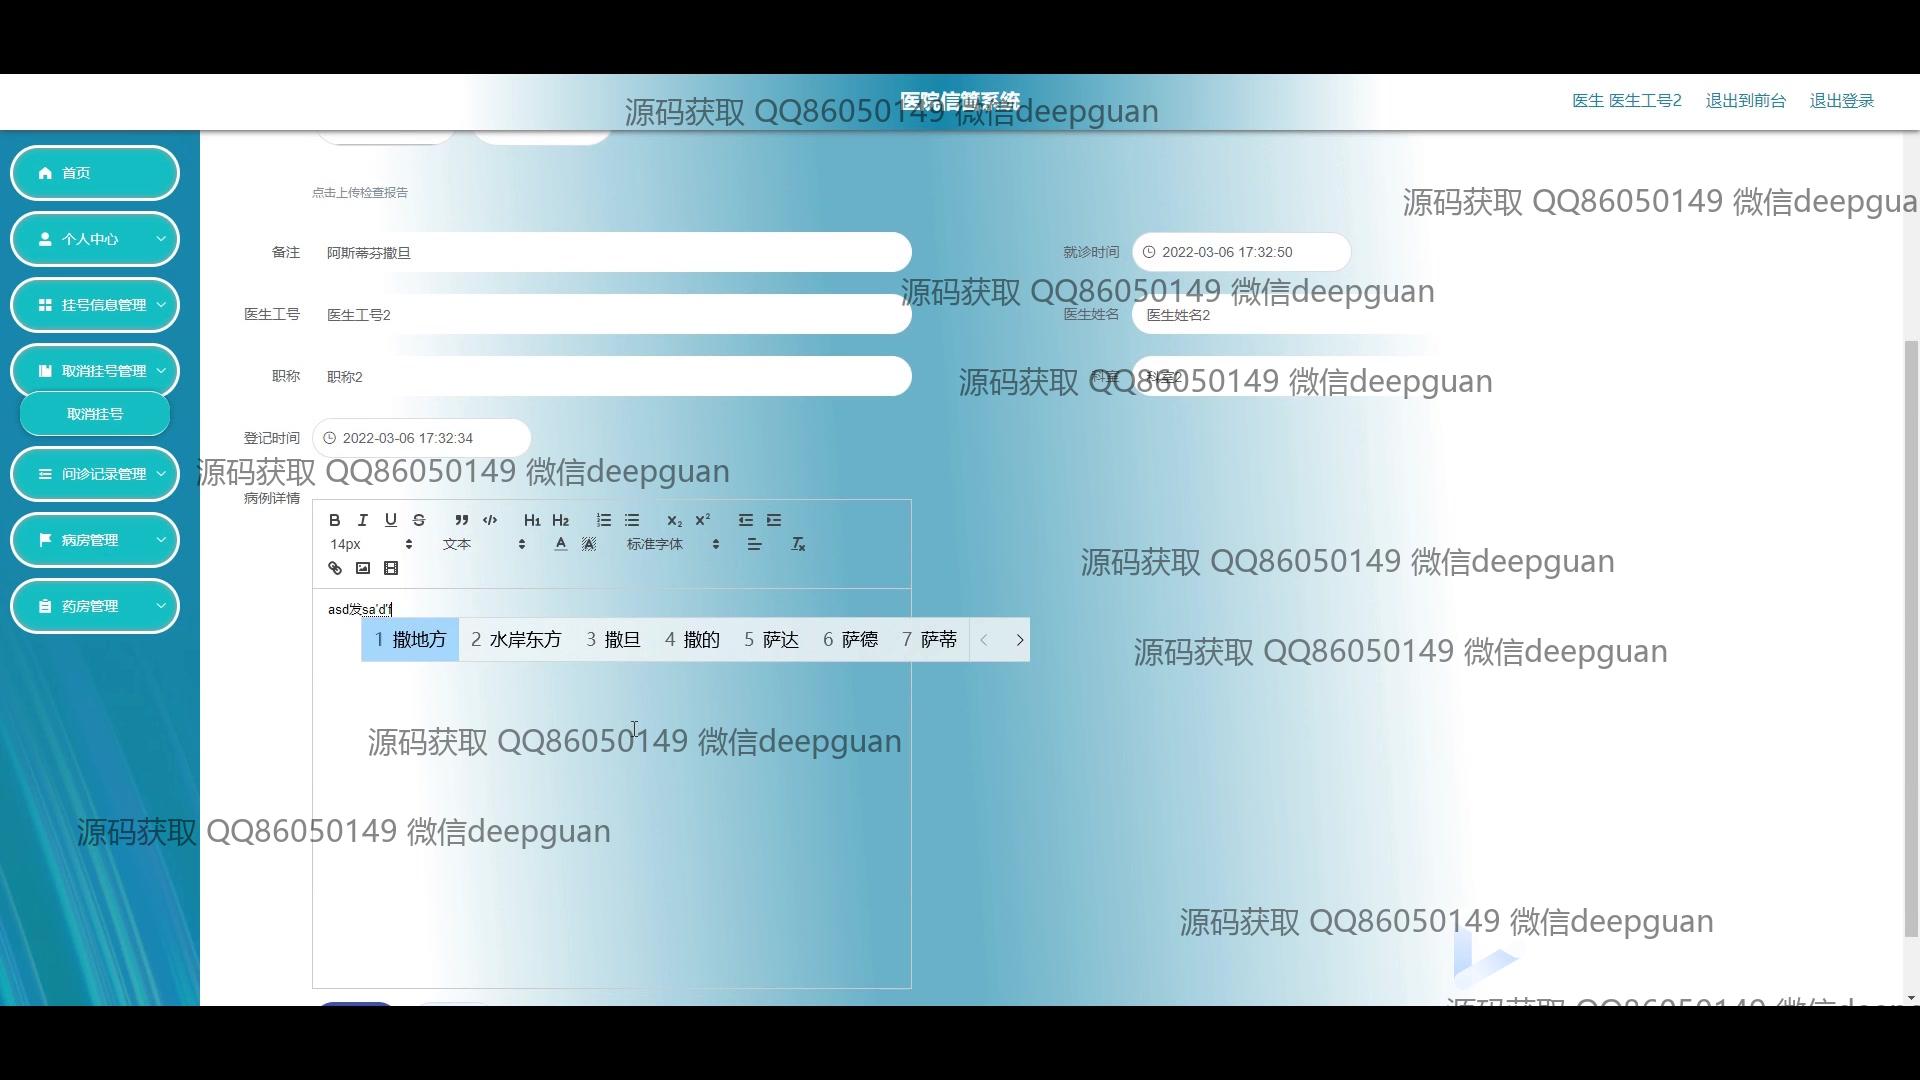 源码获取 QQ86050149 微信deepguan
医生 医生工号2 退出到前台 退出登录
首页
个人中心
挂号信息管理
取消挂号管理
取消挂号
问诊记录管理
病房管理
药房管理
点击上传检查报告
源码获取 QQ86050149 微信deepgua
备注 阿斯蒂芬撒旦
就诊时间 2022-03-06 17:32:50
源码获取 QQ86050149 微信deepguan
医生工号 医生工号2
医生姓名 医生姓名2
职称 职称2
科室 科室2
源码获取 QQ86050149 微信deepguan
登记时间 2022-03-06 17:32:34
源码获取 QQ86050149 微信deepguan
病例详情
B I U S H1 H2 X2 X2
14px 文本 A A 标准字体 Tx
源码获取 QQ86050149 微信deepguan
asd发sa'd'f
1 撒地方 2 水岸东方 3 撒旦 4 撒的 5 萨达 6 萨德 7 萨蒂
源码获取 QQ86050149 微信deepguan
源码获取 QQ86050149 微信deepguan
源码获取 QQ86050149 微信deepguan
源码获取 QQ86050149 微信deepguan